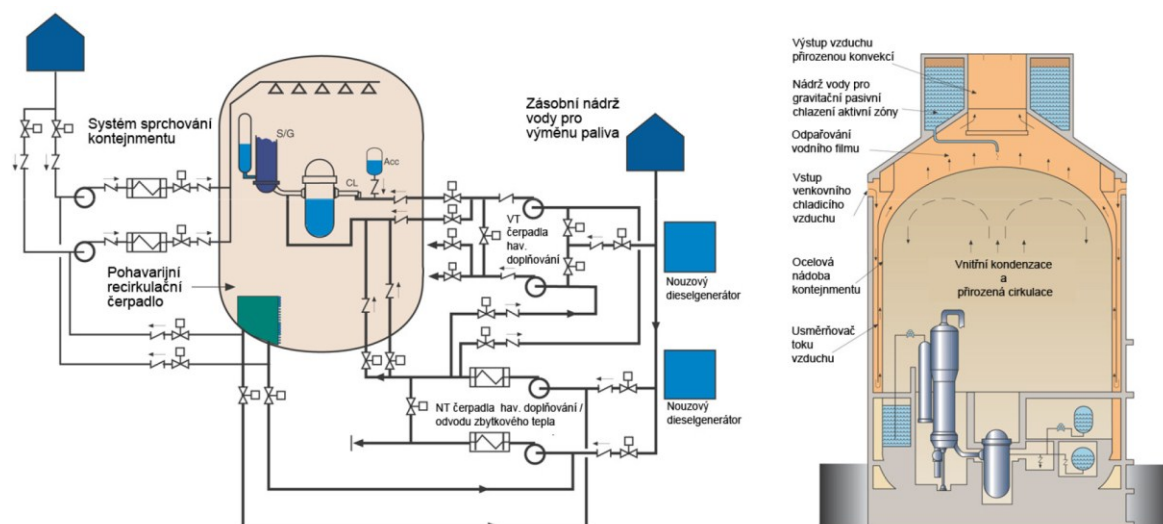 Systém sprchování
kontejnmentu
S/G
Acc
CL
Zásobní nádrž
vody pro
výměnu paliva
VT
čerpadla
hav.
doplňování
Nouzový
dieselgenerátor
Pohavarijní
recirkulační
čerpadlo
NT čerpadla hav. doplňování /
odvodu zbytkového tepla
Nouzový
dieselgenerátor
Výstup vzduchu
přirozenou konvekcí
Nádrž vody pro
gravitační pasivní
chlazení aktivní zóny
Odpařování
vodního filmu
Vstup
venkovního
chladicího
vzduchu
Ocelová
nádoba
kontejnmentu
Usměrňovač
toku
vzduchu
Vnitřní kondenzace
a
přirozená cirkulace